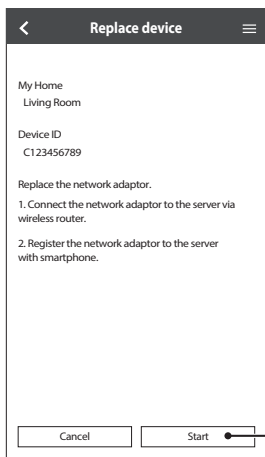 Replace device
My Home
Living Room
Device ID
C123456789
Replace the network adaptor.
1. Connect the network adaptor to the server via
wireless router.
2. Register the network adaptor to the server
with smartphone.
Cancel
Start